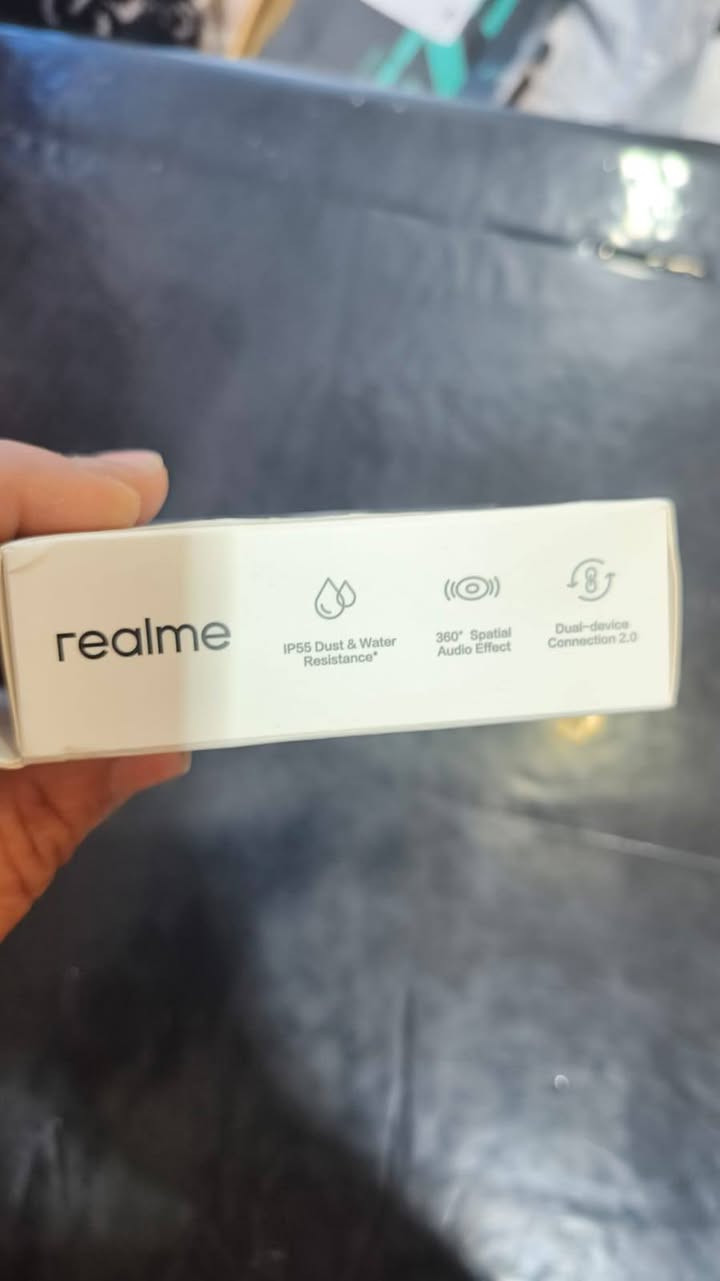 realme
IP55 Dust & Water
Resistance*
360° Spatial
Audio Effect
Dual-device
Connection 2.0